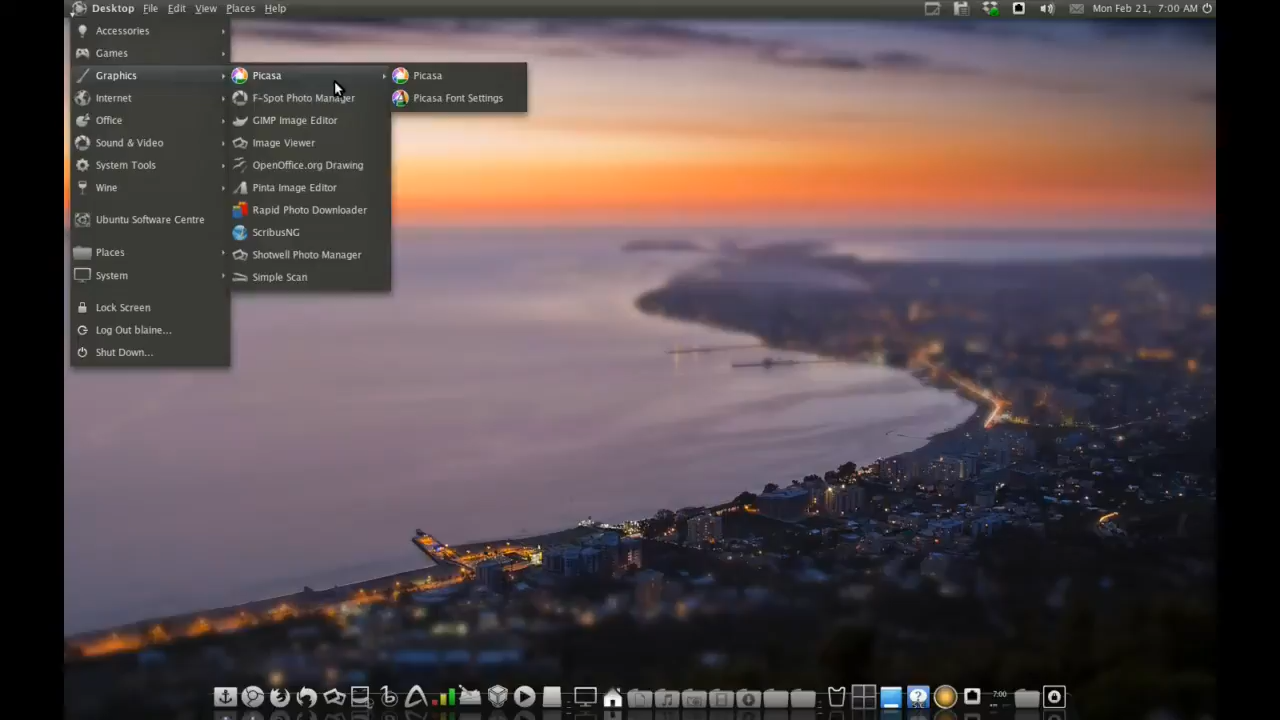 Desktop File Edit View Places Help Mon Feb 21, 7:00 AM
Accessories
Games
Graphics
Internet
Office
Sound & Video
System Tools
Wine
Ubuntu Software Centre
Places
System
Lock Screen
Log Out blaine...
Shut Down...
Picasa
F-Spot Photo Manager
GIMP Image Editor
Image Viewer
OpenOffice.org Drawing
Pinta Image Editor
Rapid Photo Downloader
ScribusNG
Shotwell Photo Manager
Simple Scan
Picasa
Picasa Font Settings
7:00